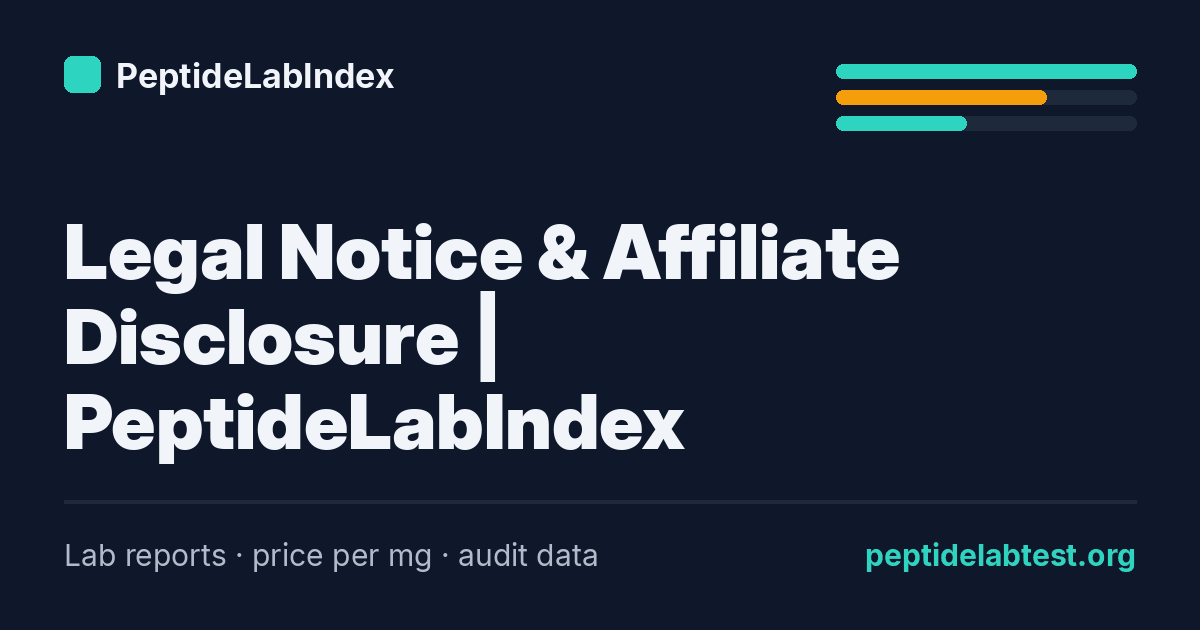 PeptideLabIndex
Legal Notice & Affiliate
Disclosure |
PeptideLabIndex
Lab reports · price per mg · audit data
peptidelabtest.org